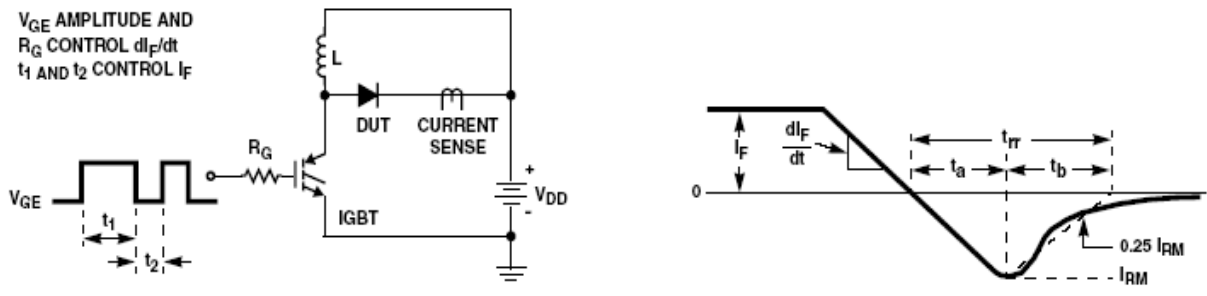 VGE AMPLITUDE AND
RG CONTROL dIF/dt
t1 AND t2 CONTROL IF
L
DUT
CURRENT
SENSE
RG
VGE
t1
t2
IGBT
+
VDD
-
IF
dIF
dt
trr
ta
tb
0
0.25 IRM
IRM